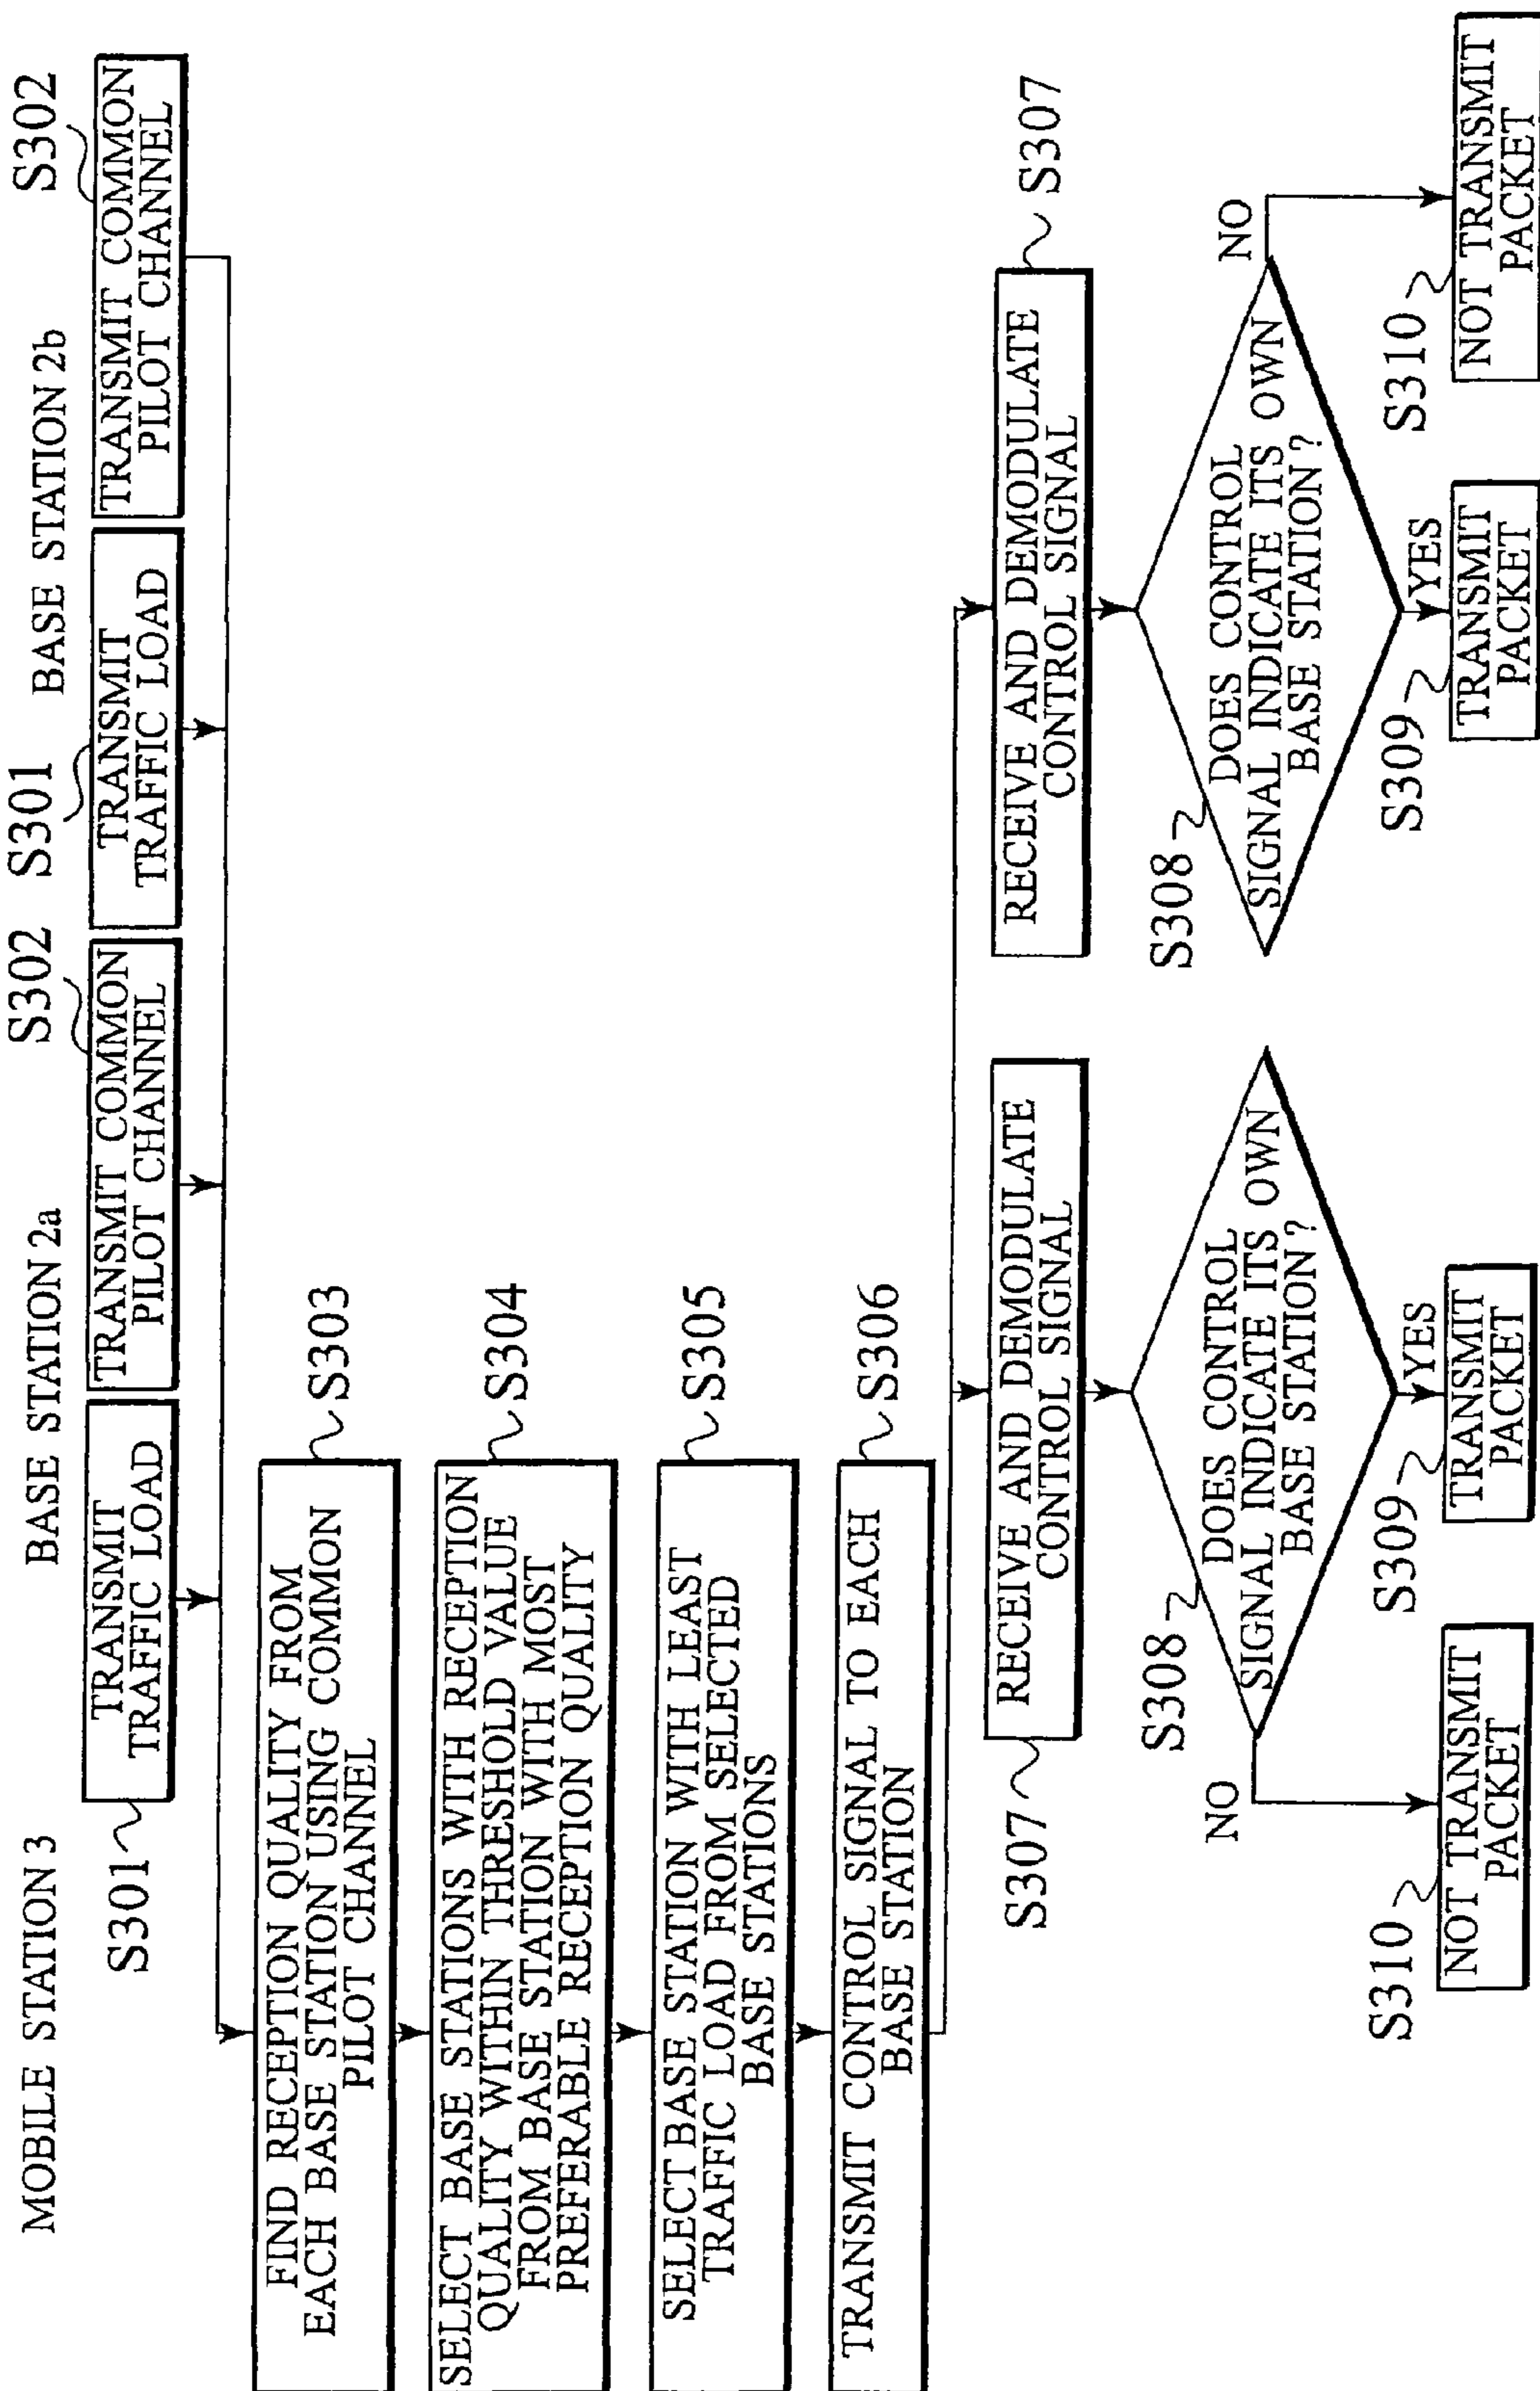 MOBILE STATION 3
BASE STATION 2a
BASE STATION 2b
S301
TRANSMIT
TRAFFIC LOAD
S302
TRANSMIT COMMON
PILOT CHANNEL
S301
TRANSMIT
TRAFFIC LOAD
S302
TRANSMIT COMMON
PILOT CHANNEL
FIND RECEPTION QUALITY FROM
EACH BASE STATION USING COMMON
PILOT CHANNEL
S303
SELECT BASE STATIONS WITH RECEPTION
QUALITY WITHIN THRESHOLD VALUE
FROM BASE STATION WITH MOST
PREFERABLE RECEPTION QUALITY
S304
SELECT BASE STATION WITH LEAST
TRAFFIC LOAD FROM SELECTED
BASE STATIONS
S305
TRANSMIT CONTROL SIGNAL TO EACH
BASE STATION
S306
S307
RECEIVE AND DEMODULATE
CONTROL SIGNAL
RECEIVE AND DEMODULATE
CONTROL SIGNAL
S307
S308
DOES CONTROL
SIGNAL INDICATE ITS OWN
BASE STATION?
NO
YES
S308
DOES CONTROL
SIGNAL INDICATE ITS OWN
BASE STATION?
NO
YES
S310
NOT TRANSMIT
PACKET
S309
TRANSMIT
PACKET
S309
TRANSMIT
PACKET
S310
NOT TRANSMIT
PACKET